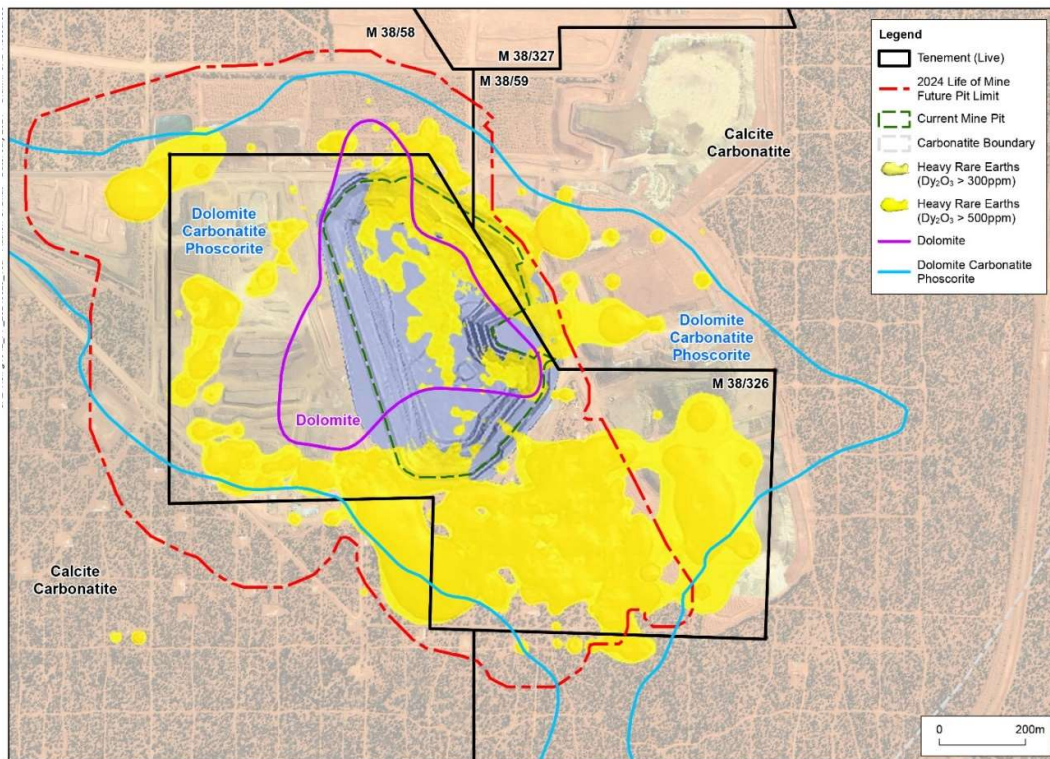 M 38/58
M 38/327
M 38/59
Calcite
Carbonatite
Dolomite
Carbonatite
Phoscorite
Dolomite
Carbonatite
Phoscorite
M 38/326
Dolomite
Calcite
Carbonatite
Legend
Tenement (Live)
2024 Life of Mine
Future Pit Limit
Current Mine Pit
Carbonatite Boundary
Heavy Rare Earths
(Dy₂O₃ > 300ppm)
Heavy Rare Earths
(Dy₂O₃ > 500ppm)
Dolomite
Dolomite Carbonatite
Phoscorite
0 200m